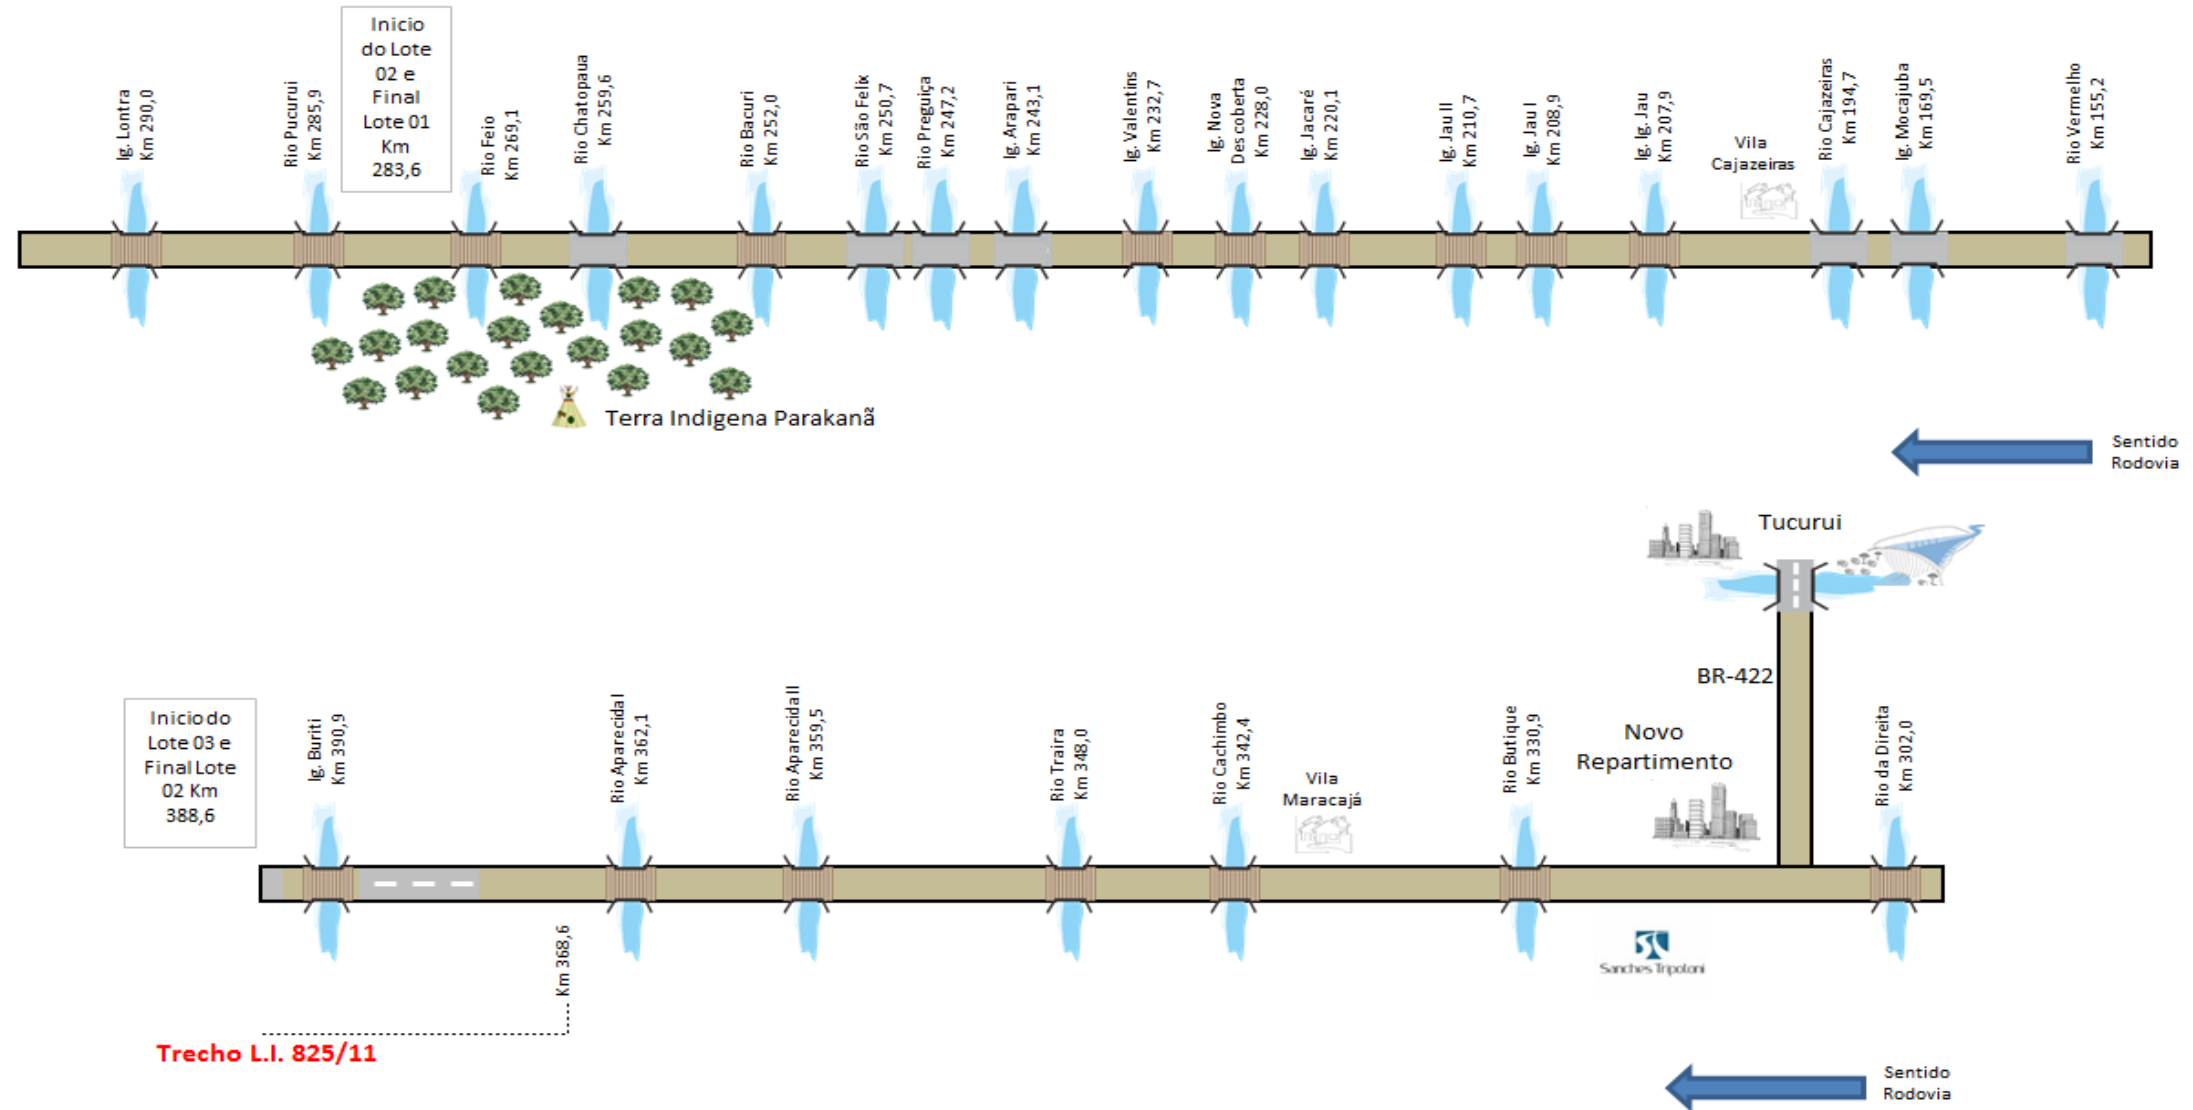 Ig. Lontra
Km 290,0
Rio Pucurui
Km 285,9
Inicio
do Lote
02 e
Final
Lote 01
Km
283,6
Rio Feio
Km 269,1
Rio Chatopaua
Km 259,6
Rio Bacuri
Km 252,0
Rio São Felix
Km 250,7
Rio Preguiça
Km 247,2
Ig. Arapari
Km 243,1
Ig. Valentins
Km 232,7
Ig. Nova
Descoberta
Km 228,0
Ig. Jacaré
Km 220,1
Ig. Jau II
Km 210,7
Ig. Jau I
Km 208,9
Ig. Ig. Jau
Km 207,9
Vila
Cajazeiras
Rio Cajazeiras
Km 194,7
Ig. Mocajuba
Km 169,5
Rio Vermelho
Km 155,2
Terra Indigena Parakanã
Sentido
Rodovia
Tucurui
BR-422
Inicio do
Lote 03 e
Final Lote
02 Km
388,6
Ig. Buriti
Km 390,9
Rio Aparecida I
Km 362,1
Rio Aparecida II
Km 359,5
Rio Traira
Km 348,0
Rio Cachimbo
Km 342,4
Vila
Maracajá
Rio Butique
Km 330,9
Novo
Repartimento
Rio da Direita
Km 302,0
Km 368,6
Sanches Tripoloni
Trecho L.I. 825/11
Sentido
Rodovia